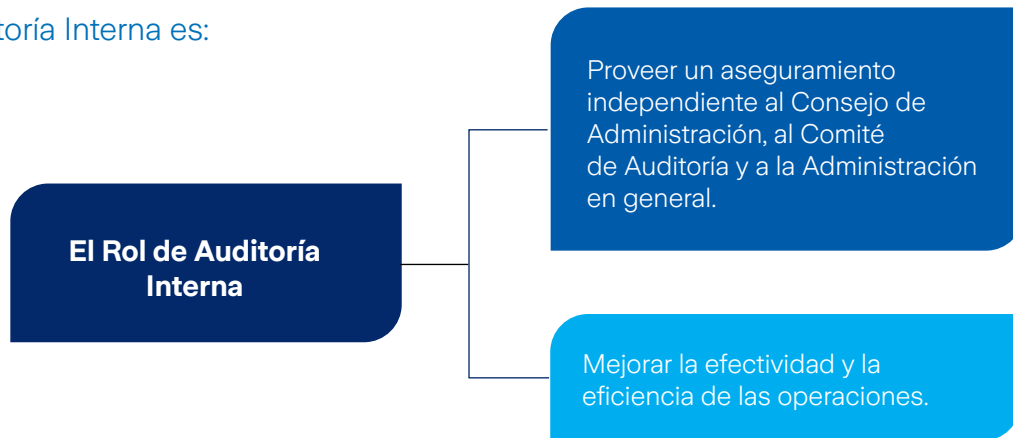 toría Interna es:
Proveer un aseguramiento
independiente al Consejo de
Administración, al Comité
de Auditoría y a la Administración
en general.
El Rol de Auditoría
Interna
Mejorar la efectividad y la
eficiencia de las operaciones.